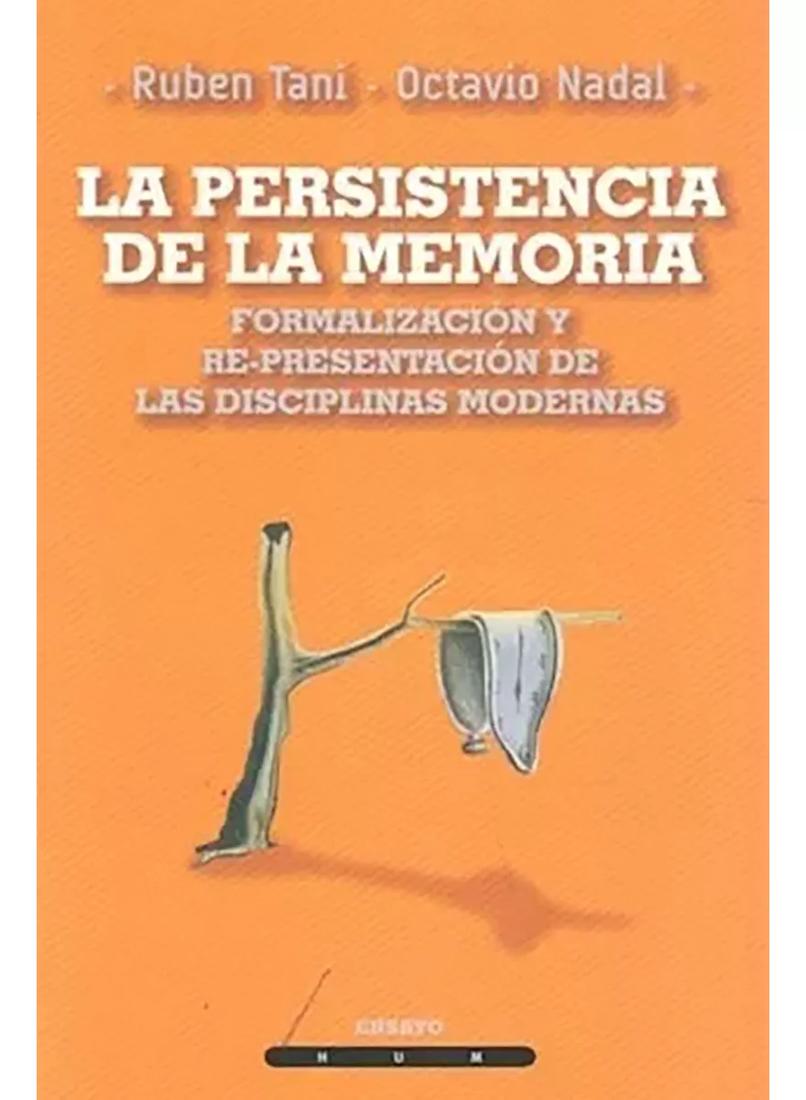 - Ruben Tani - Octavio Nadal -
LA PERSISTENCIA
DE LA MEMORIA
FORMALIZACIÓN Y
RE-PRESENTACIÓN DE
LAS DISCIPLINAS MODERNAS
ENSAYO
H U M